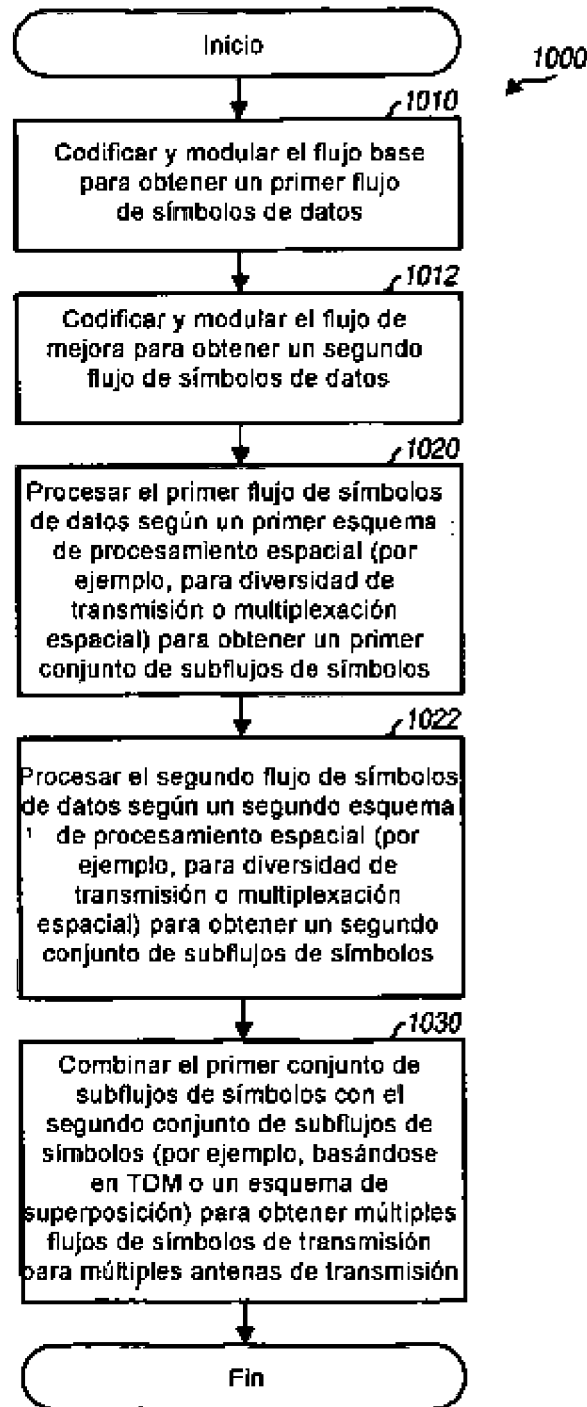 Inicio
1000
1010
Codificar y modular el flujo base
para obtener un primer flujo
de símbolos de datos
1012
Codificar y modular el flujo de
mejora para obtener un segundo
flujo de símbolos de datos
1020
Procesar el primer flujo de símbolos
de datos según un primer esquema
de procesamiento espacial (por
ejemplo, para diversidad de
transmisión o multiplexación
espacial) para obtener un primer
conjunto de subflujos de símbolos
1022
Procesar el segundo flujo de símbolos
de datos según un segundo esquema
de procesamiento espacial (por
ejemplo, para diversidad de
transmisión o multiplexación
espacial) para obtener un segundo
conjunto de subflujos de símbolos
1030
Combinar el primer conjunto de
subflujos de símbolos con el
segundo conjunto de subflujos de
símbolos (por ejemplo, basándose
en TDM o un esquema de
superposición) para obtener múltiples
flujos de símbolos de transmisión
para múltiples antenas de transmisión
Fin